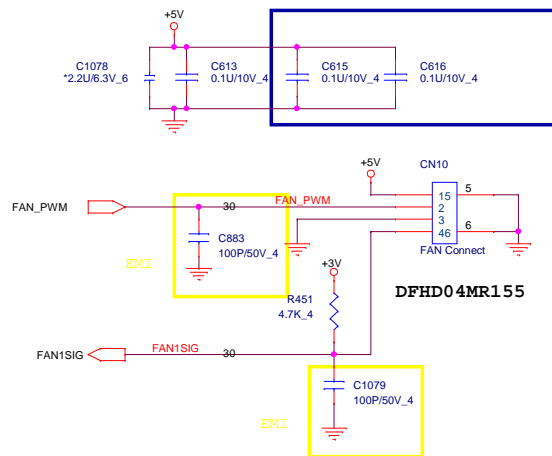 +5V
C1078
*2.2U/6.3V_6
C613
0.1U/10V_4
C615
0.1U/10V_4
C616
0.1U/10V_4
+5V
CN10
FAN_PWM
30
FAN_PWM
15
2
3
46
5
6
FAN Connect
C883
100P/50V_4
EMI
+3V
DFHD04MR155
R451
4.7K_4
FAN1SIG
FAN1SIG
30
C1079
100P/50V_4
EMI